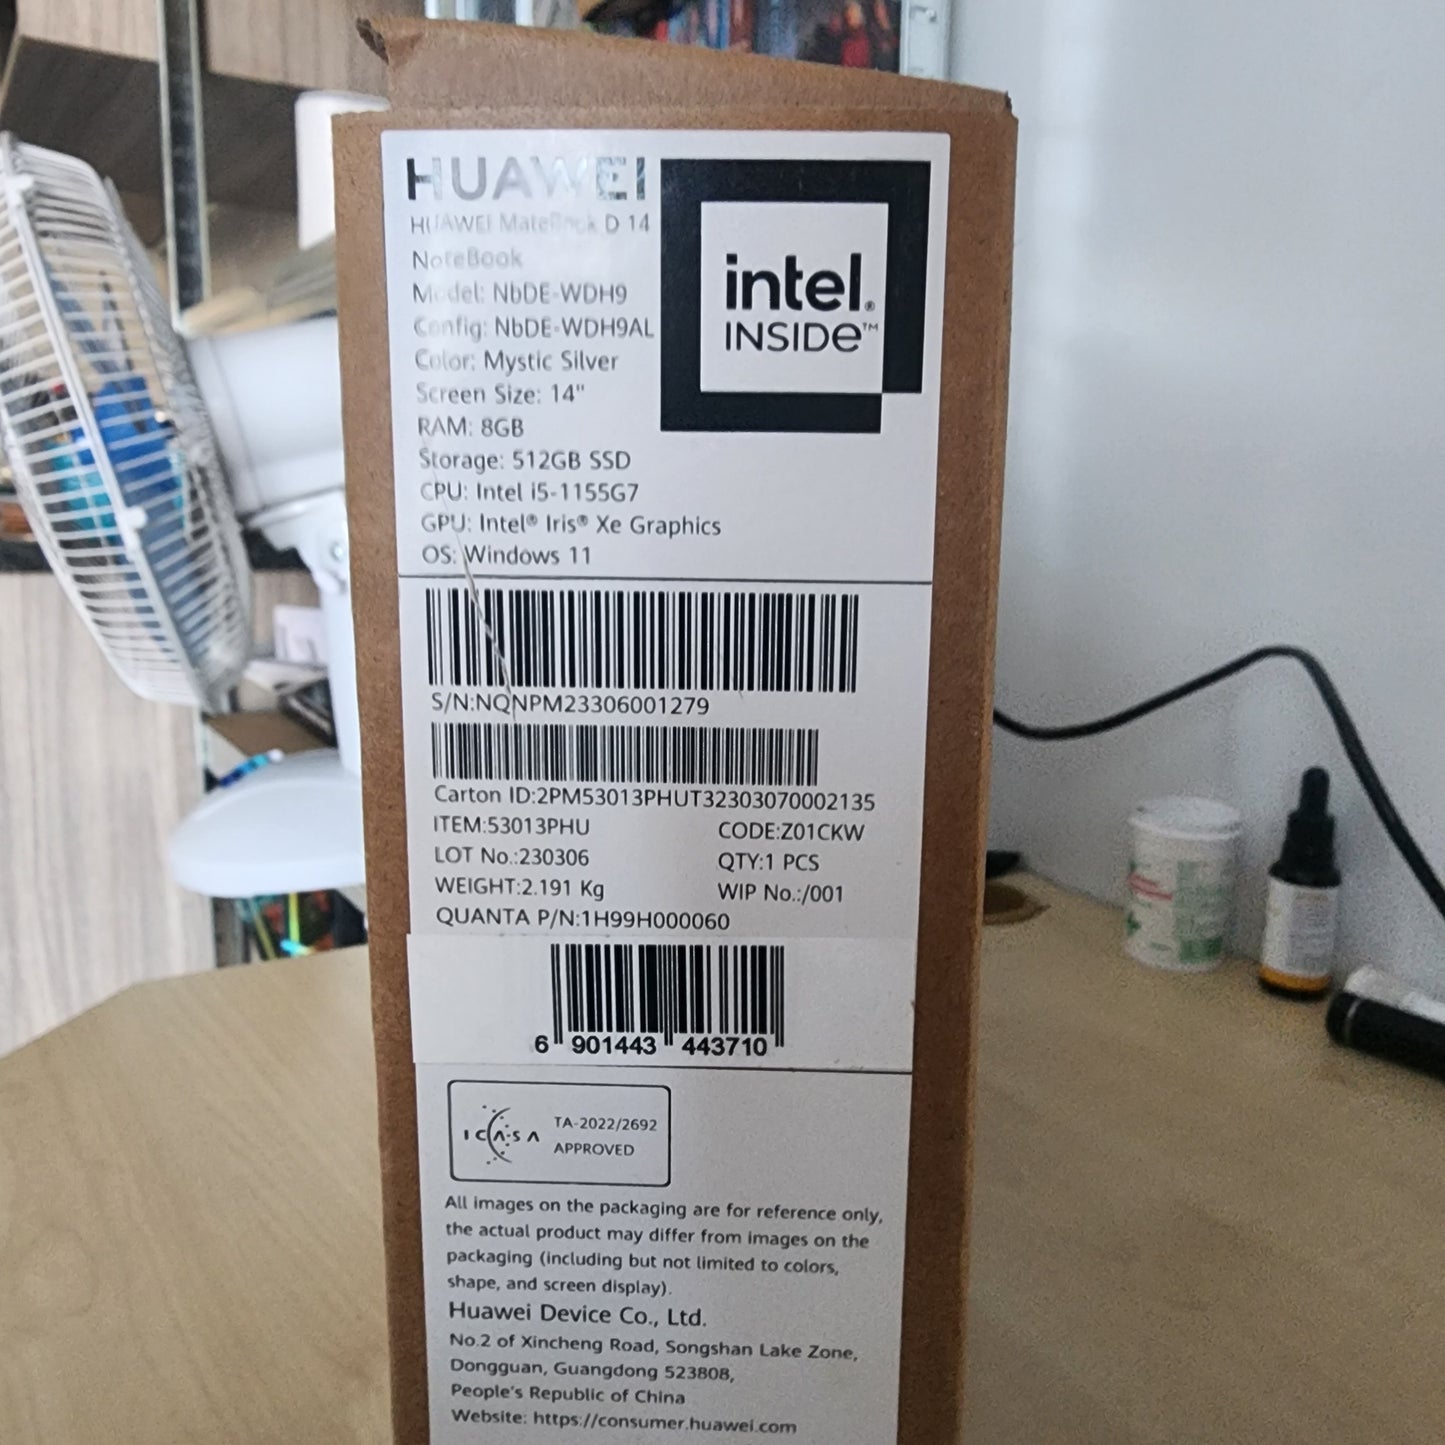 HUAWEI
HUAWEI MateBook D 14
NoteBook
Model: NbDE-WDH9
Config: NbDE-WDH9AL
Color: Mystic Silver
Screen Size: 14"
RAM: 8GB
Storage: 512GB SSD
CPU: Intel i5-1155G7
GPU: Intel® Iris® Xe Graphics
OS: Windows 11
intel®
INSIDe™
S/N:NQNPM23306001279
Carton ID:2PM53013PHUT32303070002135
ITEM:53013PHU CODE:Z01CKW
LOT No.:230306 QTY:1 PCS
WEIGHT:2.191 Kg WIP No.:/001
QUANTA P/N:1H99H000060
6 901443 443710
ICASA
TA-2022/2692
APPROVED
All images on the packaging are for reference only,
the actual product may differ from images on the
packaging (including but not limited to colors,
shape, and screen display).
Huawei Device Co., Ltd.
No.2 of Xincheng Road, Songshan Lake Zone,
Dongguan, Guangdong 523808,
People's Republic of China
Website: https://consumer.huawei.com